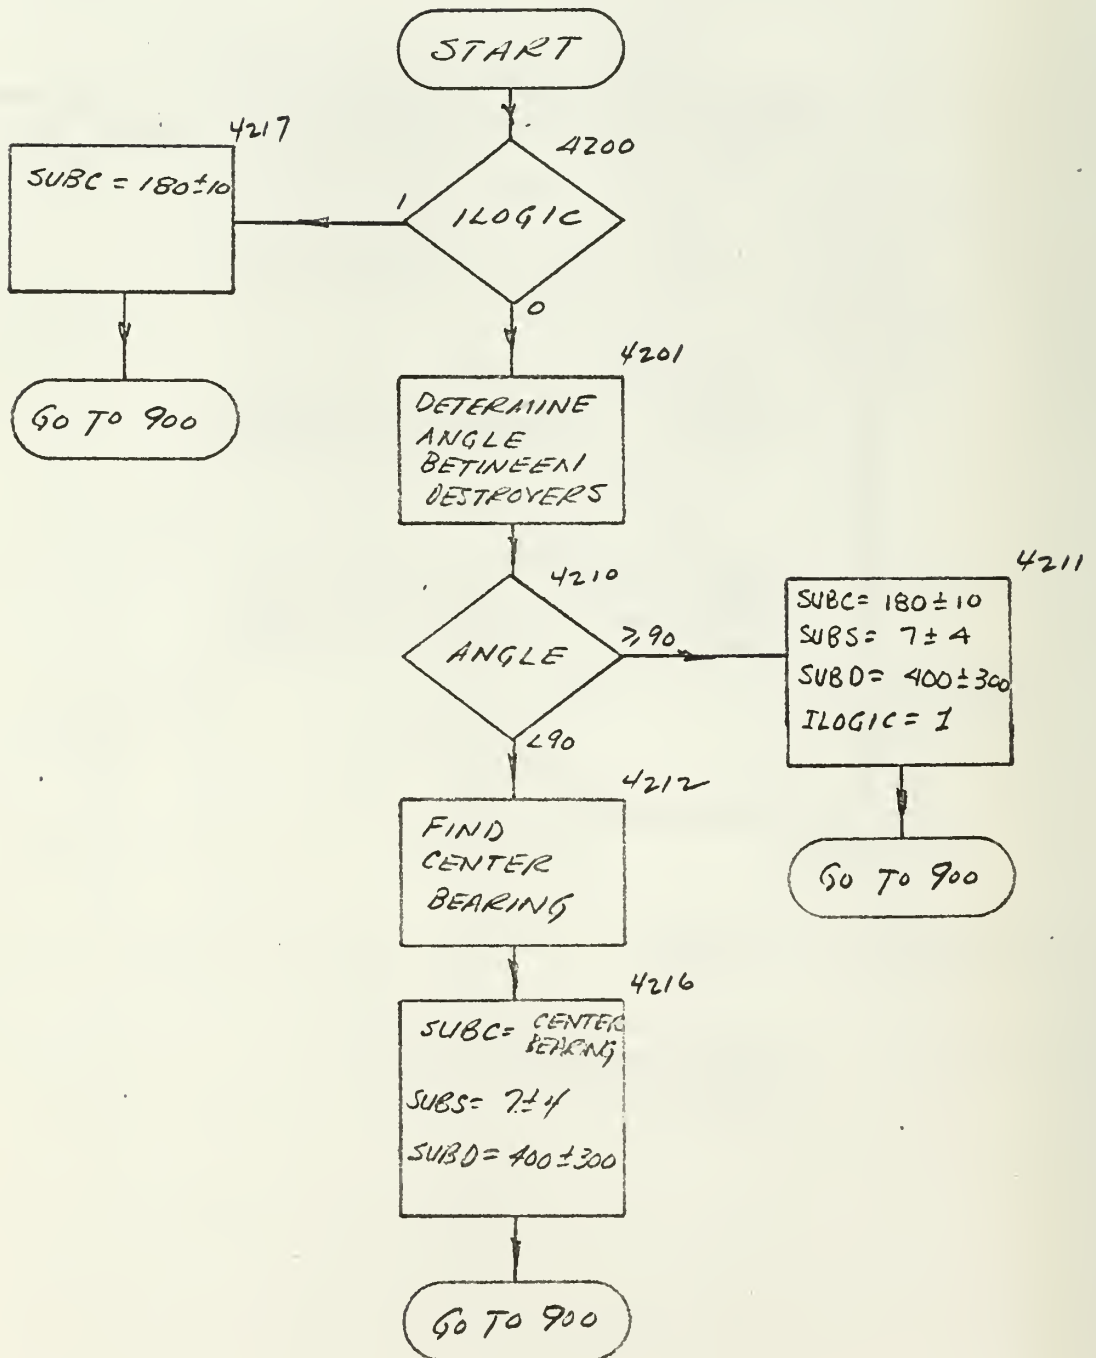 START
4200
ILOGIC
1
0
4217
SUBC = 180±10
GO TO 900
4201
DETERMINE
ANGLE
BETWEEN
DESTROYERS
4210
ANGLE
≥90
<90
4211
SUBC= 180±10
SUBS= 7±4
SUBD= 400±300
ILOGIC= 1
GO TO 900
4212
FIND
CENTER
BEARING
4216
SUBC= CENTER
BEARING
SUBS= 7±4
SUBD= 400±300
GO TO 900